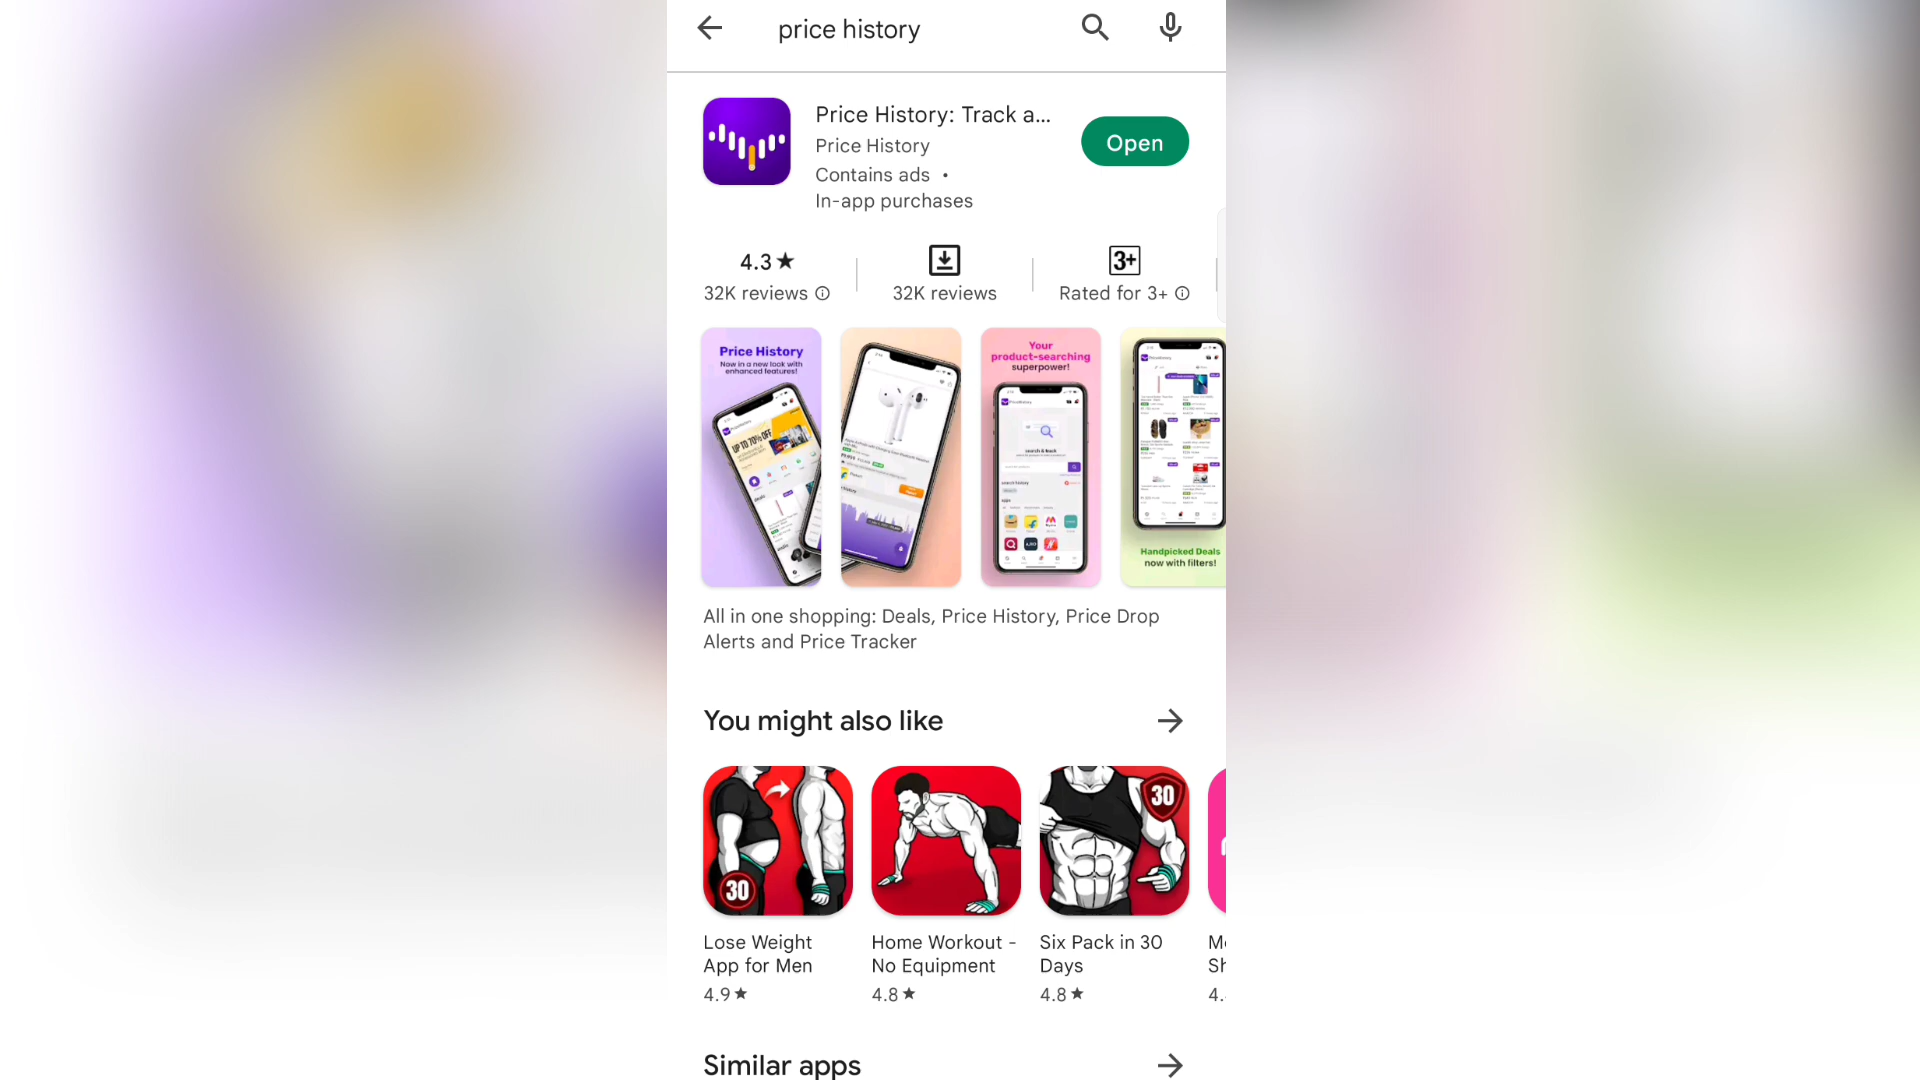 price history
Price History: Track a...
Open
Price History
Contains ads •
In-app purchases
4.3★
32K reviews
32K reviews
3+
Rated for 3+
Price History
Now in a new look with
enhanced features!
UP TO 70% OFF
Your
product-searching
superpower!
Handpicked Deals
now with filters!
All in one shopping: Deals, Price History, Price Drop
Alerts and Price Tracker
You might also like
30
30
Lose Weight
App for Men
4.9★
Home Workout -
No Equipment
4.8★
Six Pack in 30
Days
4.8★
Similar apps